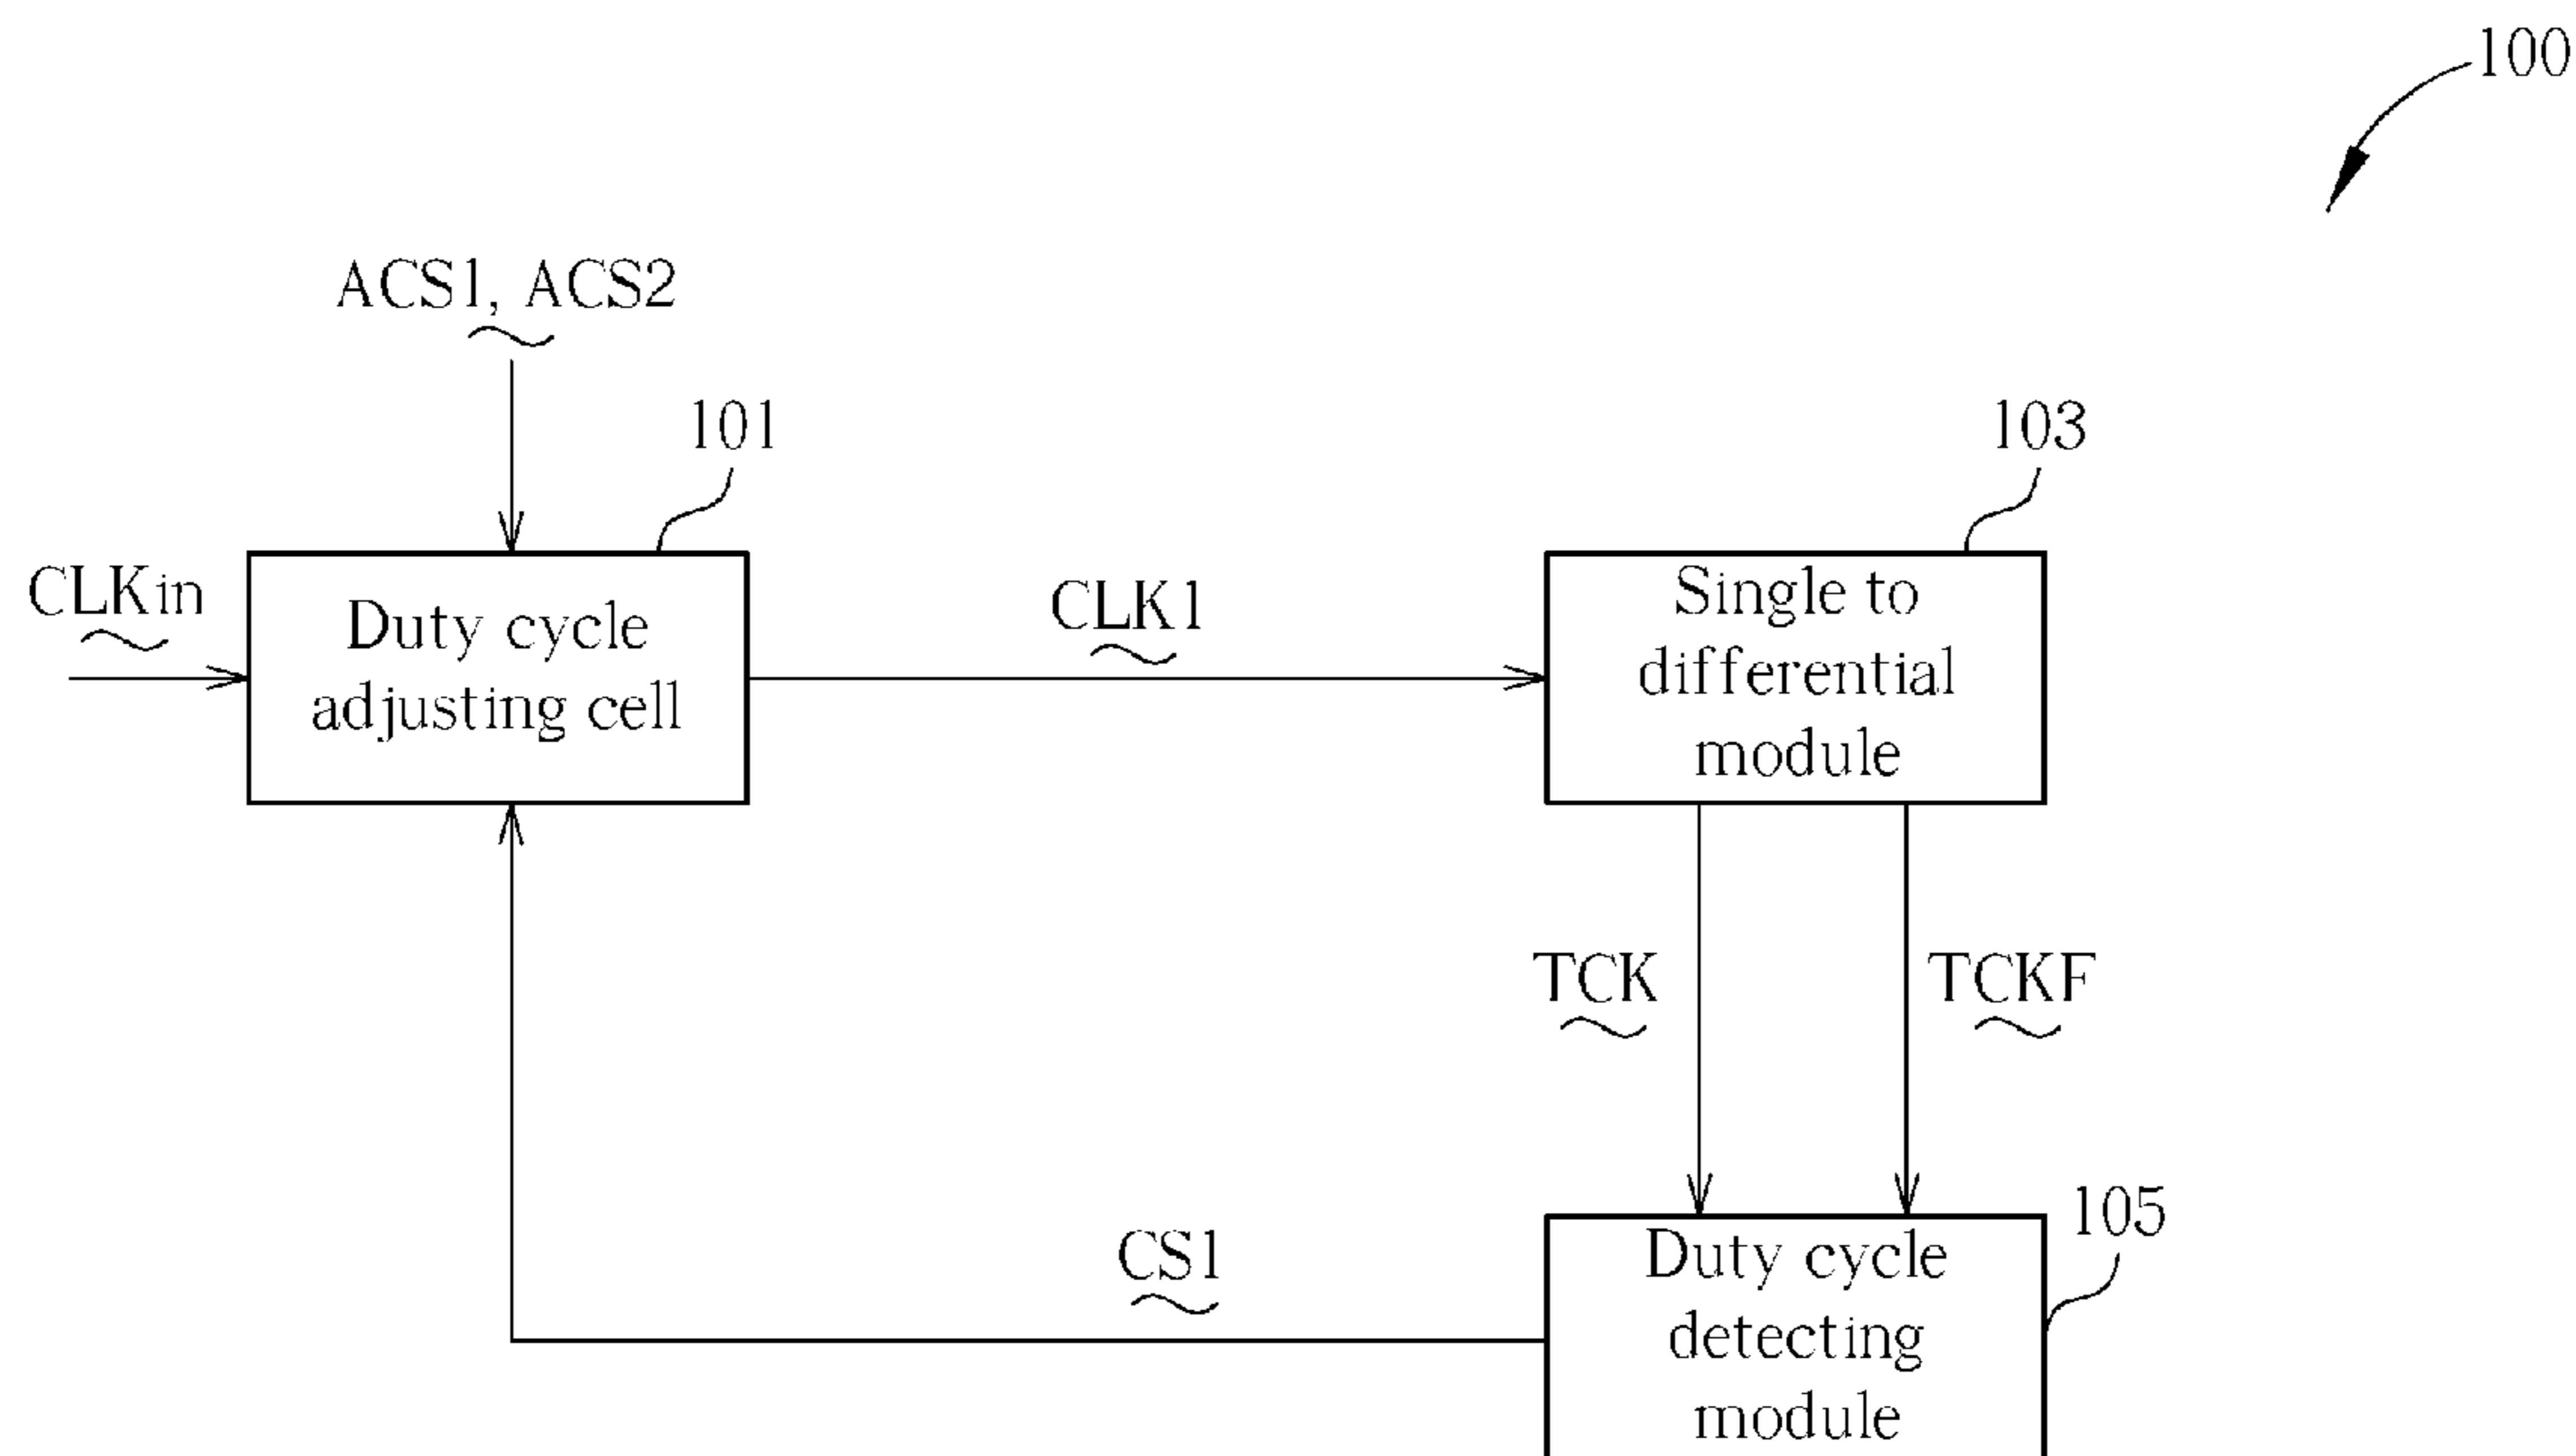 100
ACS1, ACS2
101
103
CLKin
Duty cycle
adjusting cell
CLK1
Single to
differential
module
TCK
TCKF
105
CS1
Duty cycle
detecting
module